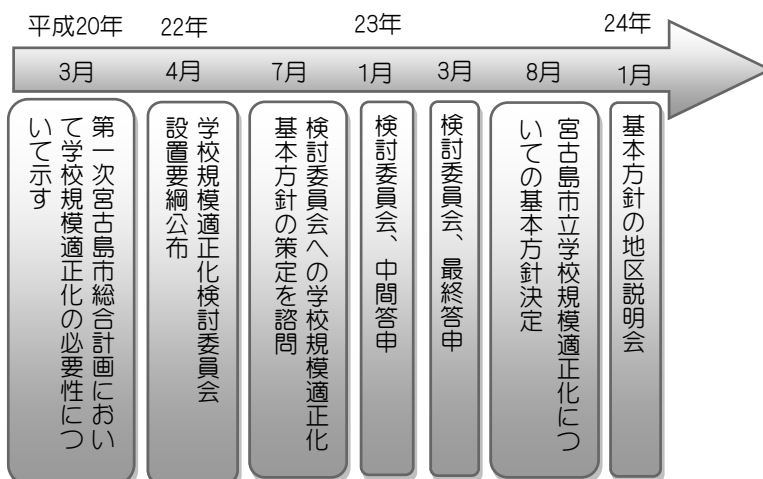 平成20年
22年
23年
24年
3月
4月
7月
1月
3月
8月
1月
第一次宮古島市総合計画におい
て学校規模適正化の必要性につ
いて示す
学校規模適正化検討委員会
設置要綱公布
検討委員会への学校規模適正化
基本方針の策定を諮問
検討委員会、中間答申
検討委員会、最終答申
宮古島市立学校規模適正化につ
いての基本方針決定
基本方針の地区説明会